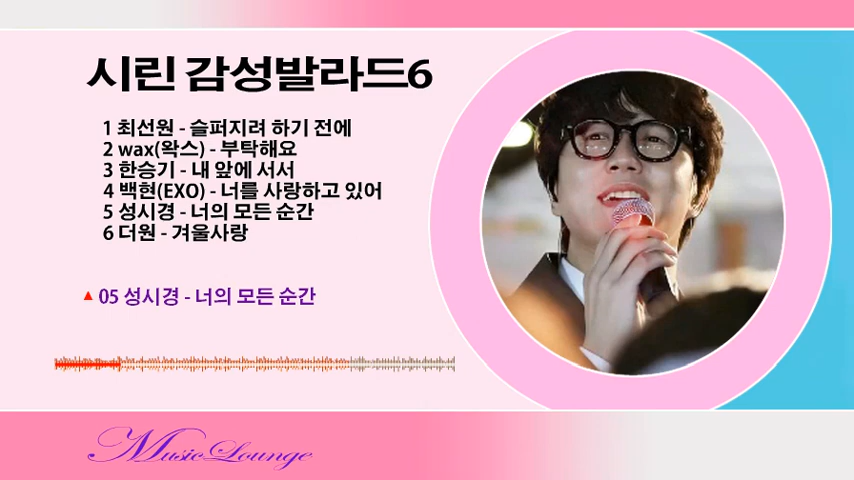 시린 감성발라드6
1 최선원 - 슬퍼지려 하기 전에
2 wax(왁스) - 부탁해요
3 한승기 - 내 앞에 서서
4 백현(EXO) - 너를 사랑하고 있어
5 성시경 - 너의 모든 순간
6 더원 - 겨울사랑
▲ 05 성시경 - 너의 모든 순간
MusicLounge